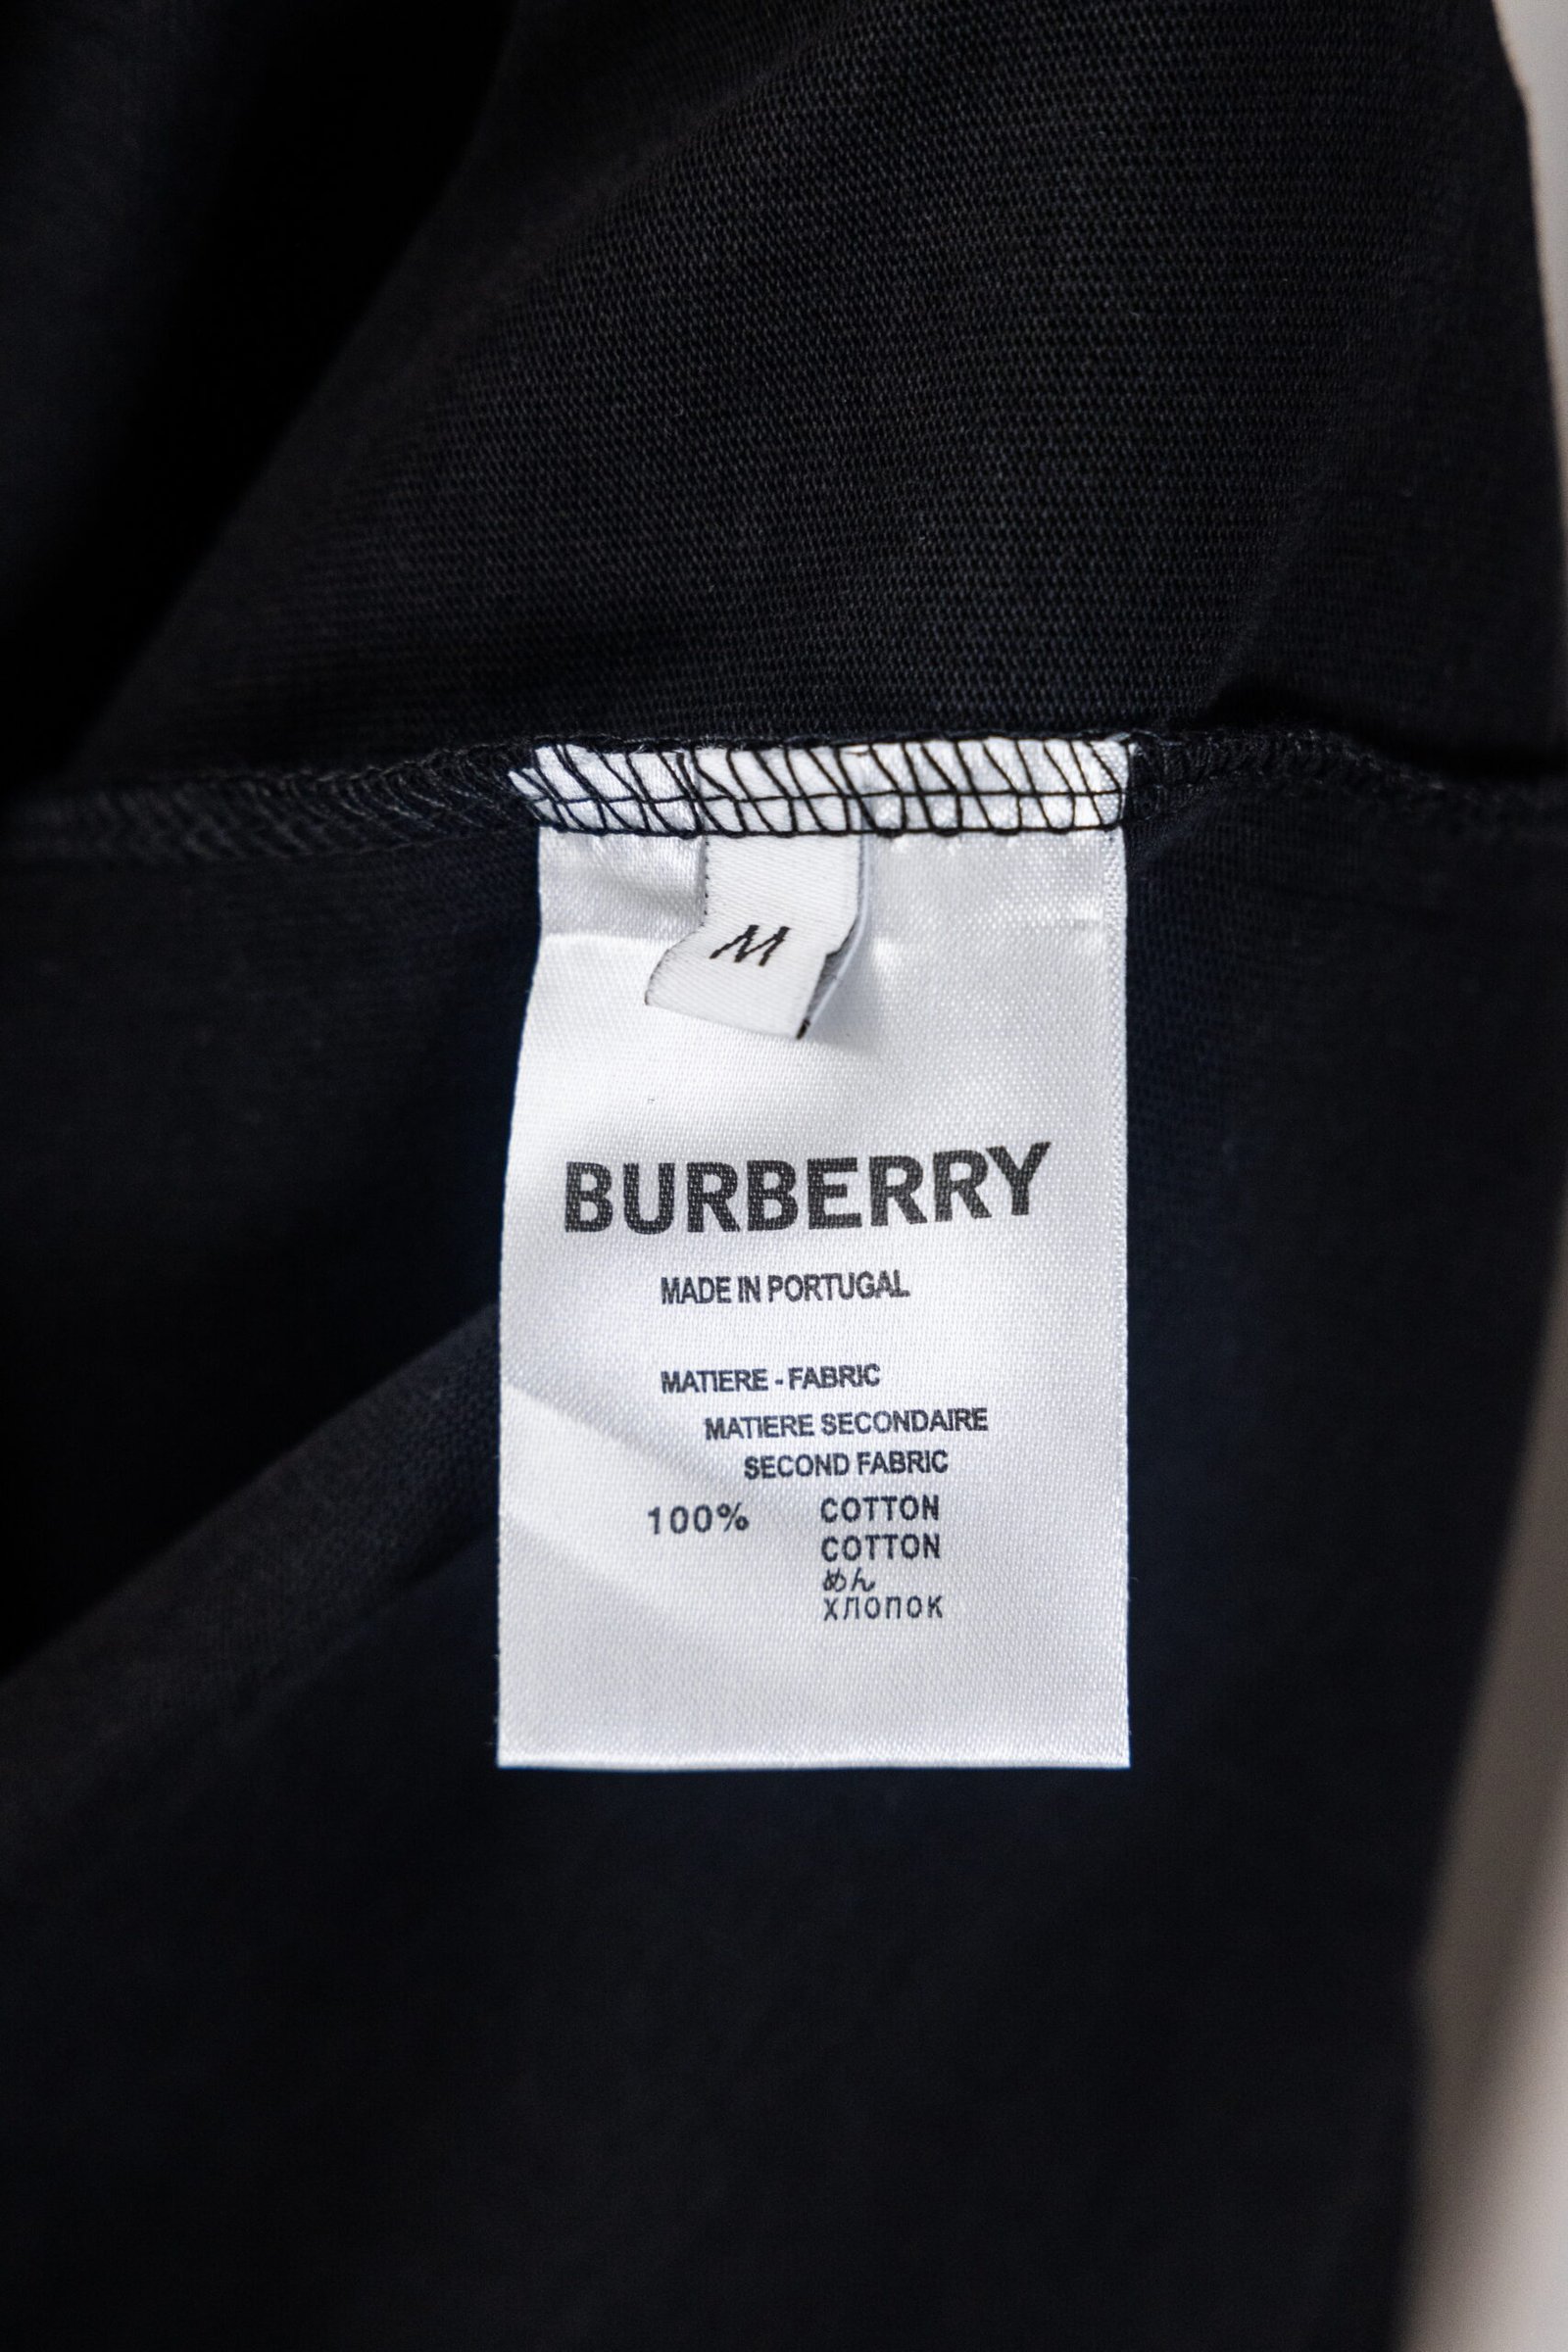 M
BURBERRY
MADE IN PORTUGAL
MATIERE - FABRIC
MATIERE SECONDAIRE
SECOND FABRIC
100% COTTON
COTTON
めん
хлопок